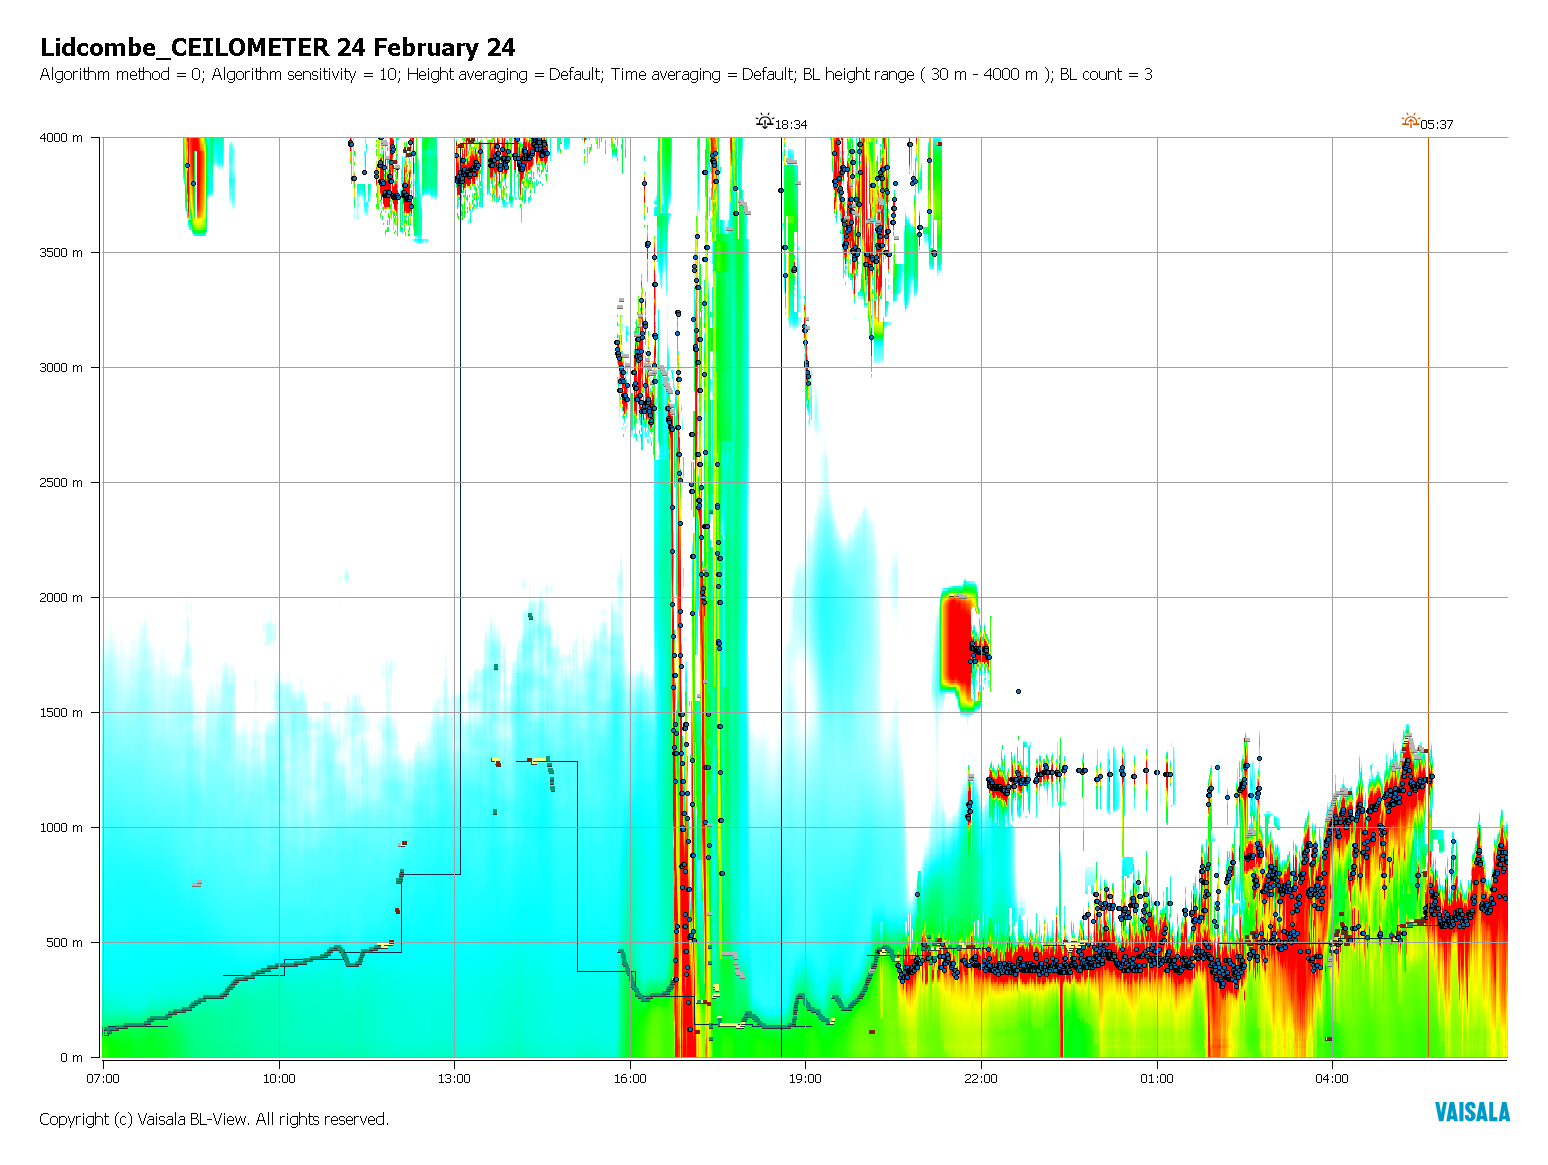 Lidcombe_CEILOMETER 24 February 24
Algorithm method = 0; Algorithm sensitivity = 10; Height averaging = Default; Time averaging = Default; BL height range ( 30 m - 4000 m ); BL count = 3
18:34
05:37
4000 m
3500 m
3000 m
2500 m
2000 m
1500 m
1000 m
500 m
0 m
07:00
10:00
13:00
16:00
19:00
22:00
01:00
04:00
Copyright (c) Vaisala BL-View. All rights reserved.
VAISALA